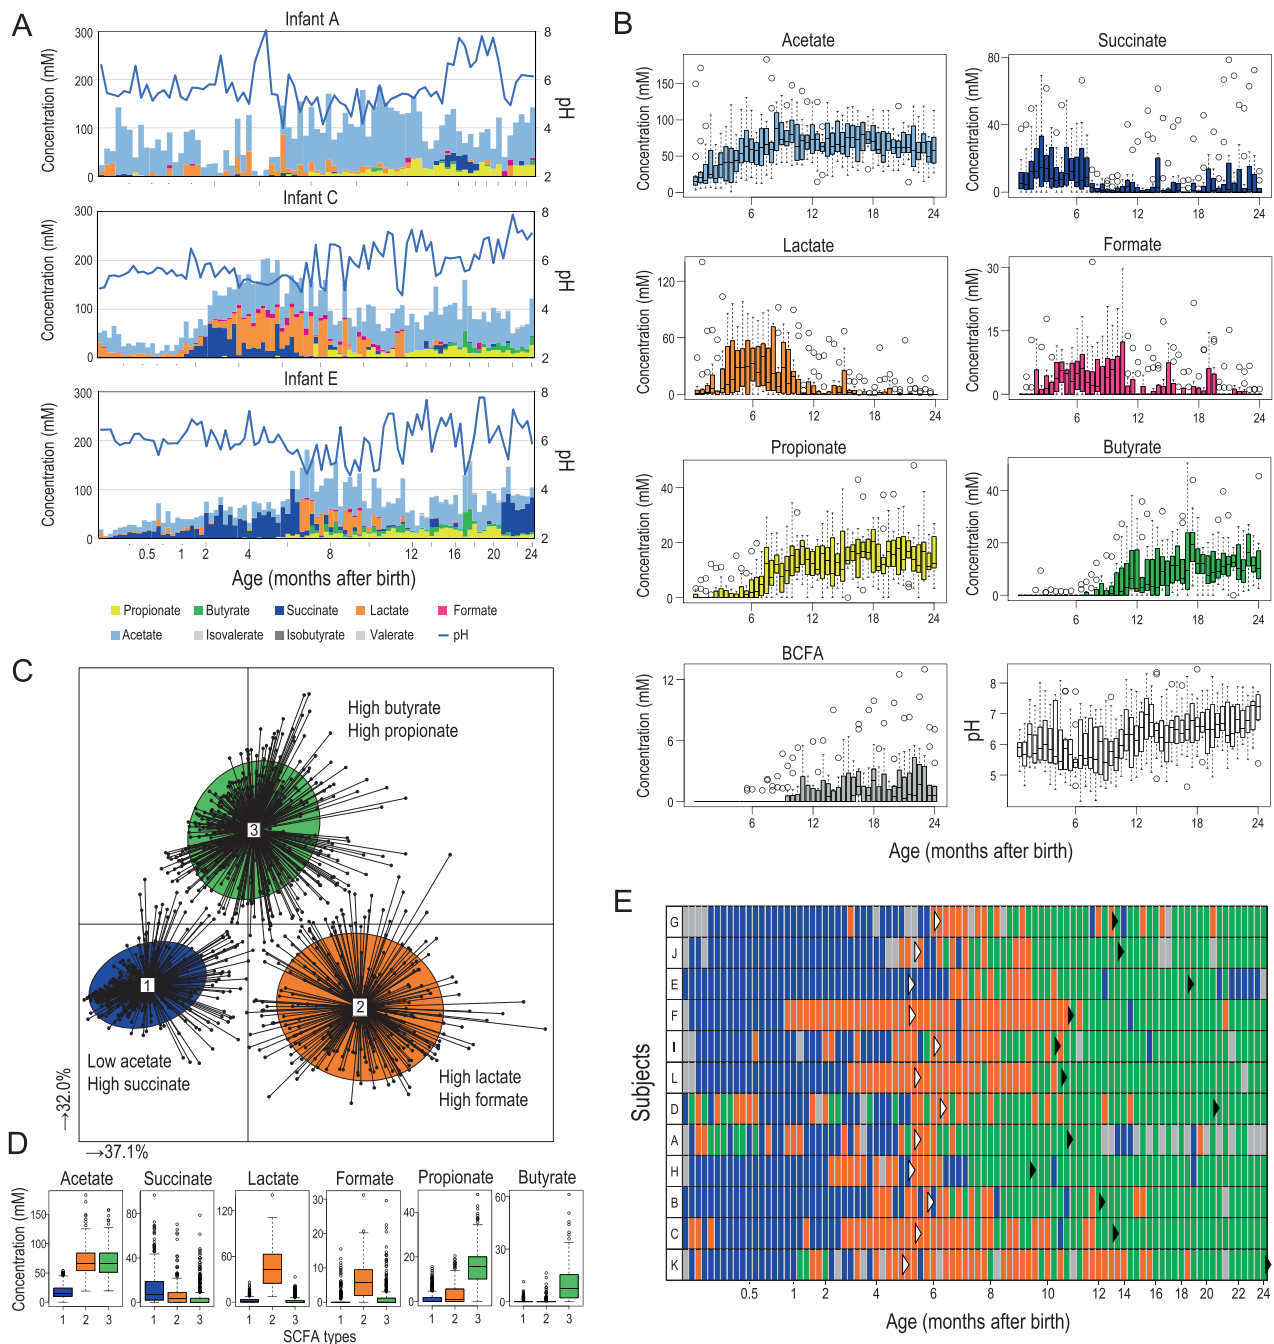 A
Infant A
300
200
100
0
Concentration (mM)
8
6
4
2
pH
Infant C
300
200
100
0
Concentration (mM)
8
6
4
2
pH
Infant E
300
200
100
0
Concentration (mM)
8
6
4
2
pH
0.5 1 2 4 8 12 16 20 24
Age (months after birth)
Propionate Butyrate Succinate Lactate Formate
Acetate Isovalerate Isobutyrate Valerate pH
B
Acetate
Concentration (mM)
150
100
50
0
6 12 18 24
Succinate
Concentration (mM)
80
40
0
6 12 18 24
Lactate
Concentration (mM)
120
60
0
6 12 18 24
Formate
Concentration (mM)
30
15
0
6 12 18 24
Propionate
Concentration (mM)
40
20
0
6 12 18 24
Butyrate
Concentration (mM)
40
20
0
6 12 18 24
BCFA
Concentration (mM)
12
6
0
6 12 18 24
pH
8
7
6
5
6 12 18 24
Age (months after birth)
C
High butyrate
High propionate
3
1
2
Low acetate
High succinate
High lactate
High formate
→32.0%
→37.1%
D
Concentration (mM)
Acetate
150
100
50
0
1 2 3
Succinate
80
40
0
1 2 3
Lactate
120
60
0
1 2 3
Formate
30
20
10
0
1 2 3
Propionate
40
20
0
1 2 3
Butyrate
60
30
0
1 2 3
SCFA types
E
Subjects
G
J
E
F
I
L
D
A
H
B
C
K
0.5 1 2 4 6 8 10 12 14 16 18 20 22 24
Age (months after birth)